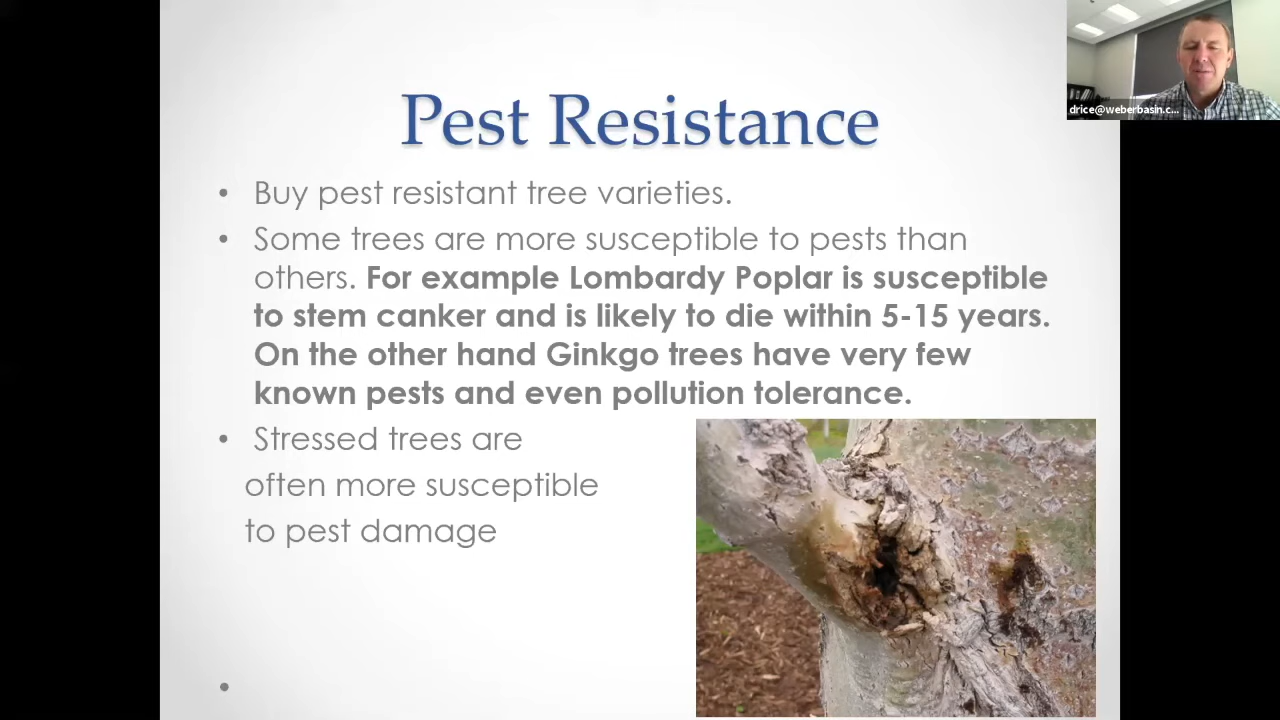 drice@weberbasin.c...
Pest Resistance
• Buy pest resistant tree varieties.
• Some trees are more susceptible to pests than
others. For example Lombardy Poplar is susceptible
to stem canker and is likely to die within 5-15 years.
On the other hand Ginkgo trees have very few
known pests and even pollution tolerance.
• Stressed trees are
often more susceptible
to pest damage
•